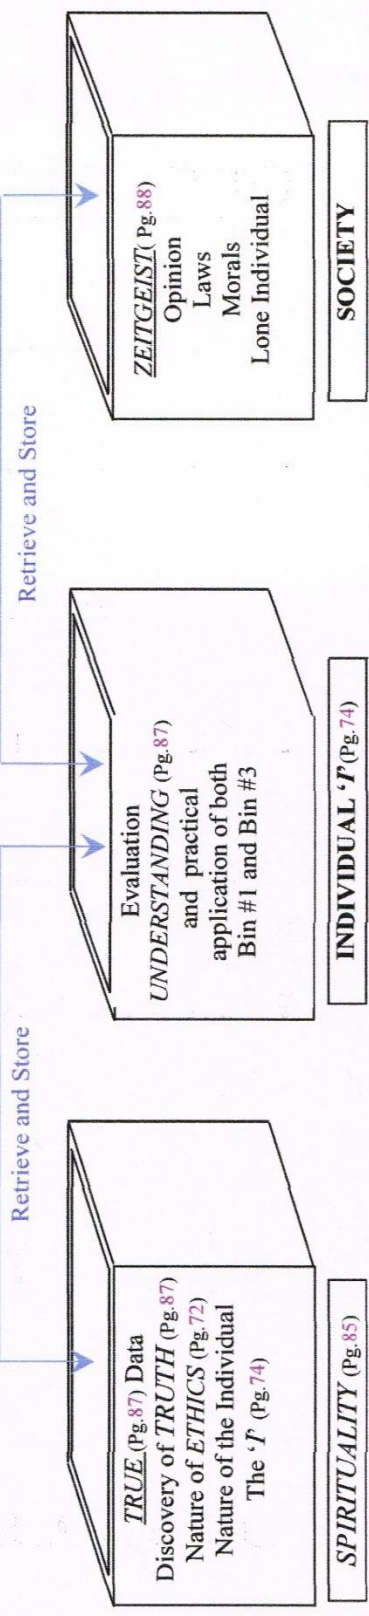 Retrieve and Store
Retrieve and Store
TRUE (Pg.87) Data
Discovery of TRUTH (Pg.87)
Nature of ETHICS (Pg.72)
Nature of the Individual
The ‘I’ (Pg.74)
SPIRITUALITY (Pg.85)
Evaluation
UNDERSTANDING (Pg.87)
and practical
application of both
Bin #1 and Bin #3
INDIVIDUAL ‘I’ (Pg.74)
ZEITGEIST( Pg.88)
Opinion
Laws
Morals
Lone Individual
SOCIETY